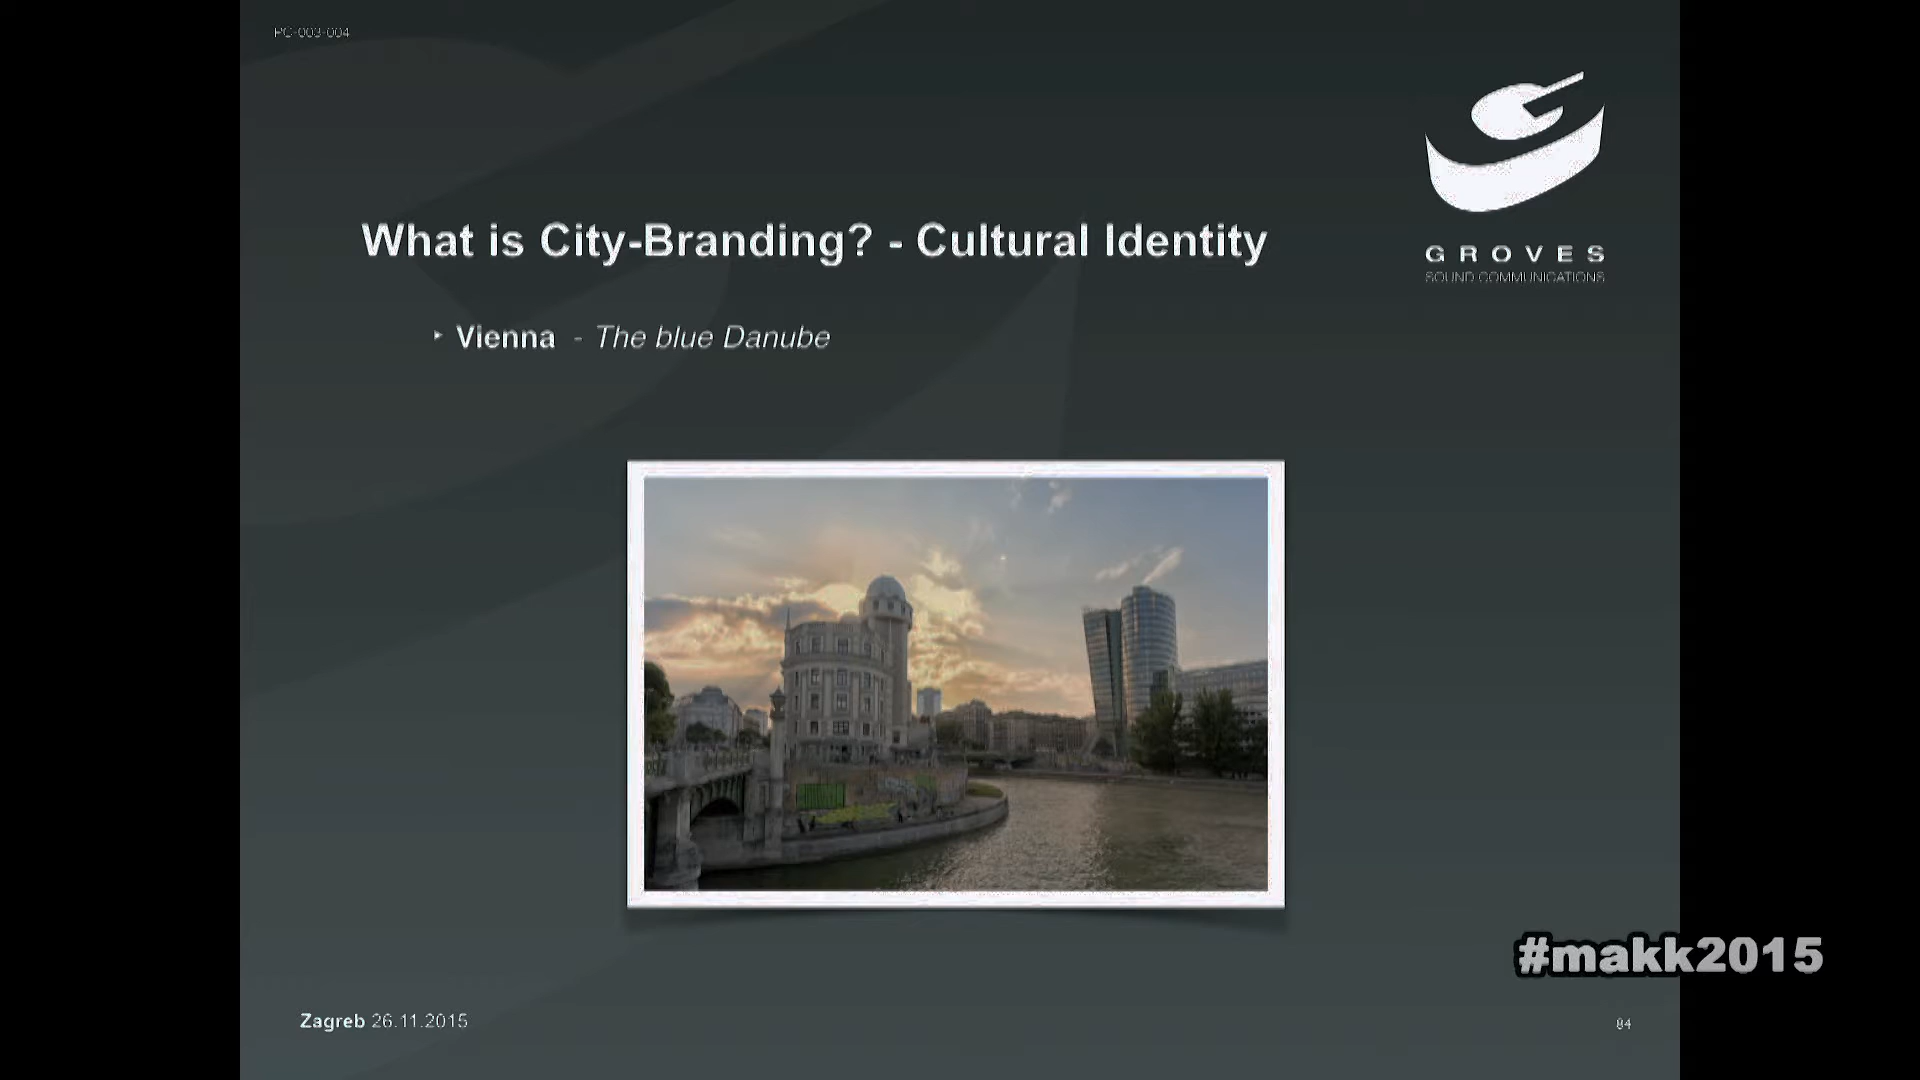 PC-003-004
What is City-Branding? - Cultural Identity
GROVES
SOUND COMMUNICATIONS
‣ Vienna - The blue Danube
#makk2015
Zagreb 26.11.2015
84